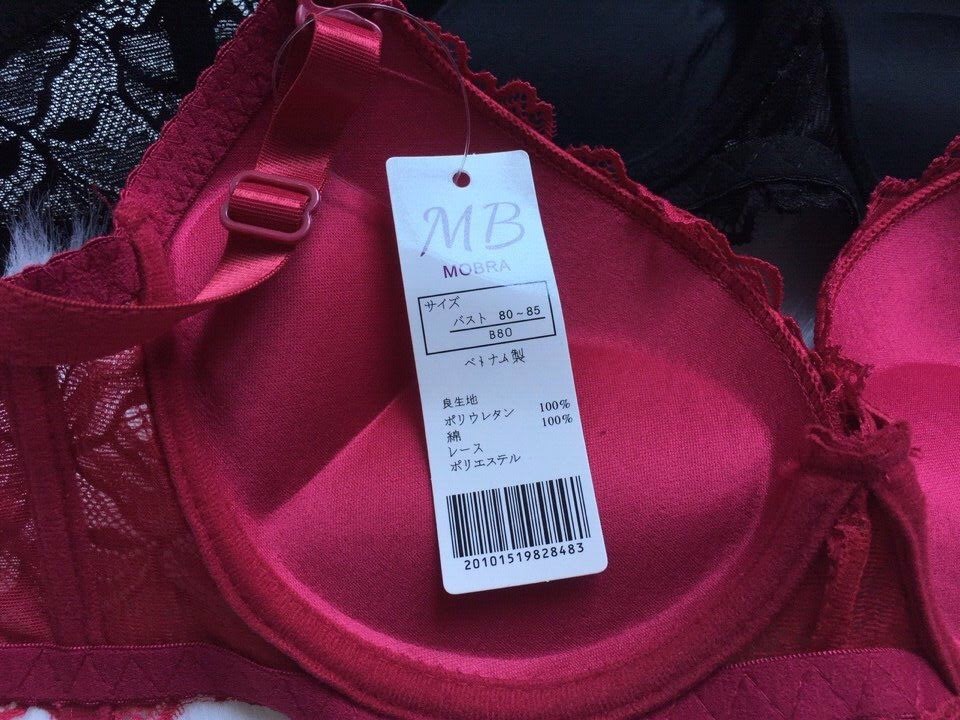 MB
MOBRA
サイズ
バスト 80～85
B80
ベトナム製
良生地
ポリウレタン 100%
綿 100%
レース
ポリエステル
20101519828483